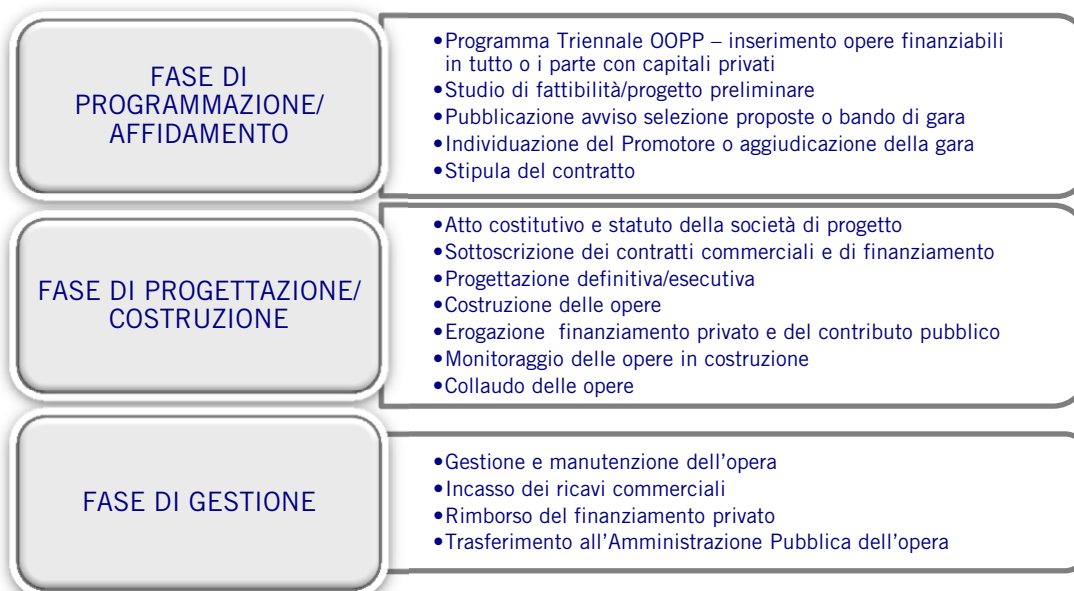 FASE DI
PROGRAMMAZIONE/
AFFIDAMENTO
•Programma Triennale OOPP – inserimento opere finanziabili
in tutto o i parte con capitali privati
•Studio di fattibilità/progetto preliminare
•Pubblicazione avviso selezione proposte o bando di gara
•Individuazione del Promotore o aggiudicazione della gara
•Stipula del contratto
FASE DI PROGETTAZIONE/
COSTRUZIONE
•Atto costitutivo e statuto della società di progetto
•Sottoscrizione dei contratti commerciali e di finanziamento
•Progettazione definitiva/esecutiva
•Costruzione delle opere
•Erogazione finanziamento privato e del contributo pubblico
•Monitoraggio delle opere in costruzione
•Collaudo delle opere
FASE DI GESTIONE
•Gestione e manutenzione dell'opera
•Incasso dei ricavi commerciali
•Rimborso del finanziamento privato
•Trasferimento all'Amministrazione Pubblica dell'opera